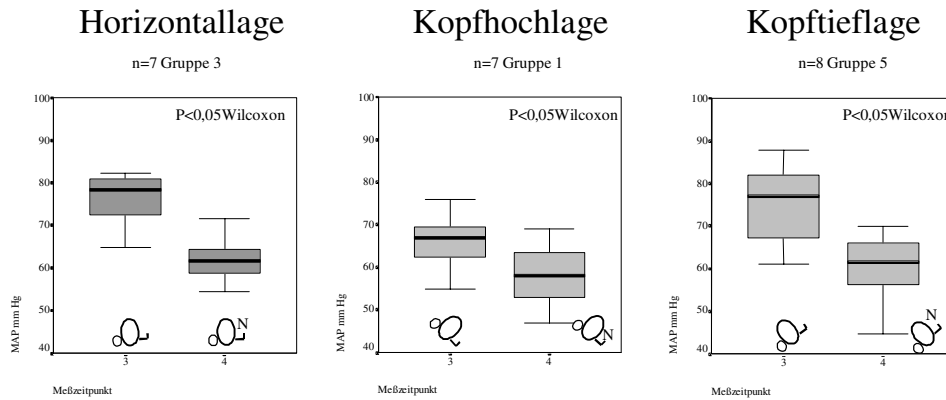 Horizontallage
n=7 Gruppe 3
P<0,05Wilcoxon
100
90
80
70
60
50
40
MAP mm Hg
N
3
4
Meßzeitpunkt
Kopfhochlage
n=7 Gruppe 1
P<0,05Wilcoxon
100
90
80
70
60
50
40
MAP mm Hg
N
3
4
Meßzeitpunkt
Kopftieflage
n=8 Gruppe 5
P<0,05Wilcoxon
100
90
80
70
60
50
40
MAP mm Hg
N
3
4
Meßzeitpunkt